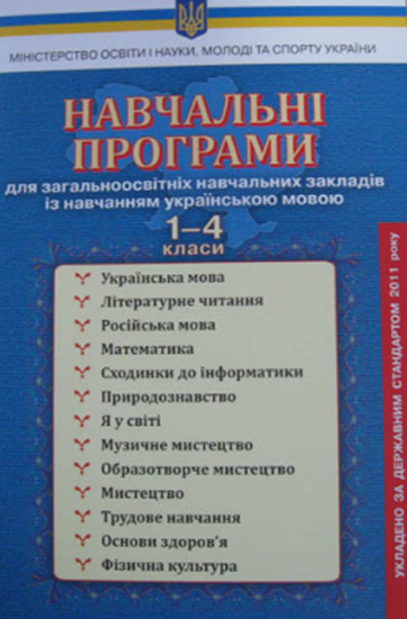 МІНІСТЕРСТВО ОСВІТИ І НАУКИ, МОЛОДІ ТА СПОРТУ УКРАЇНИ
НАВЧАЛЬНІ
ПРОГРАМИ
для загальноосвітніх навчальних закладів
із навчанням українською мовою
1–4
класи
Українська мова
Літературне читання
Російська мова
Математика
Сходинки до інформатики
Природознавство
Я у світі
Музичне мистецтво
Образотворче мистецтво
Мистецтво
Трудове навчання
Основи здоров'я
Фізична культура
УКЛАДЕНО ЗА ДЕРЖАВНИМ СТАНДАРТОМ 2011 року